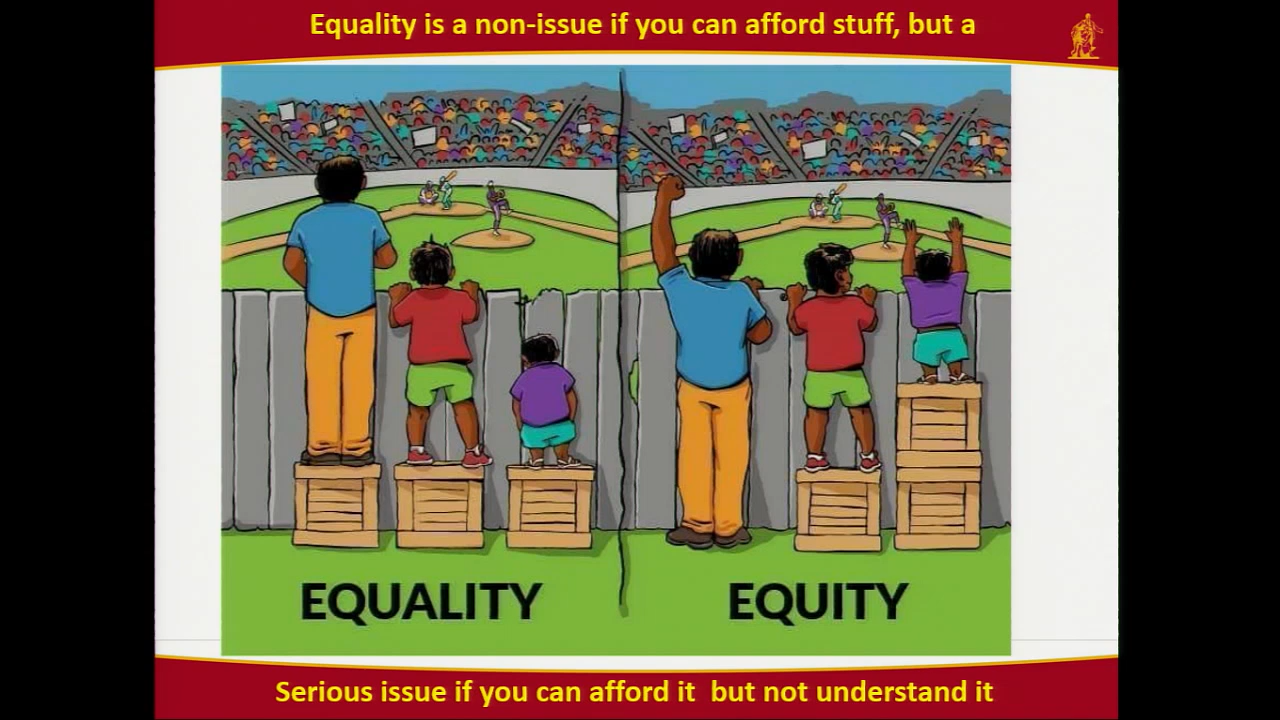 Equality is a non-issue if you can afford stuff, but a
EQUALITY
EQUITY
Serious issue if you can afford it  but not understand it